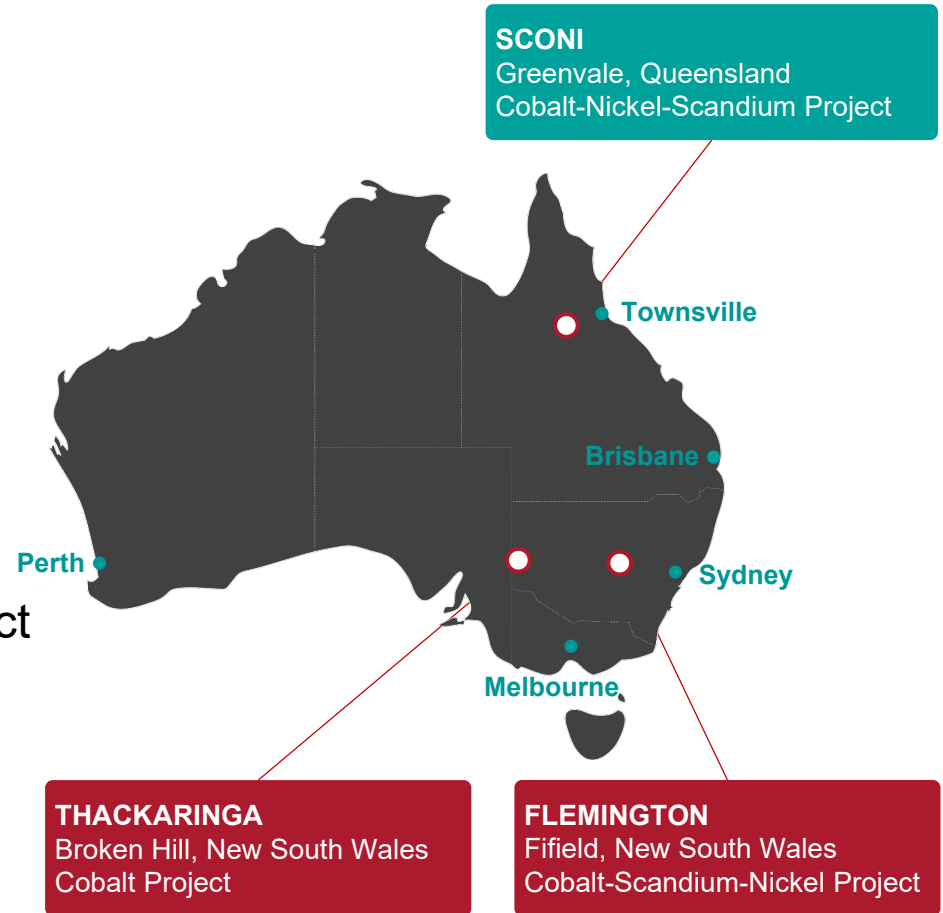 SCONI
Greenvale, Queensland
Cobalt-Nickel-Scandium Project
Townsville
Brisbane
Perth
Sydney
ct
Melbourne
THACKARINGA
Broken Hill, New South Wales
Cobalt Project
FLEMINGTON
Fifield, New South Wales
Cobalt-Scandium-Nickel Project